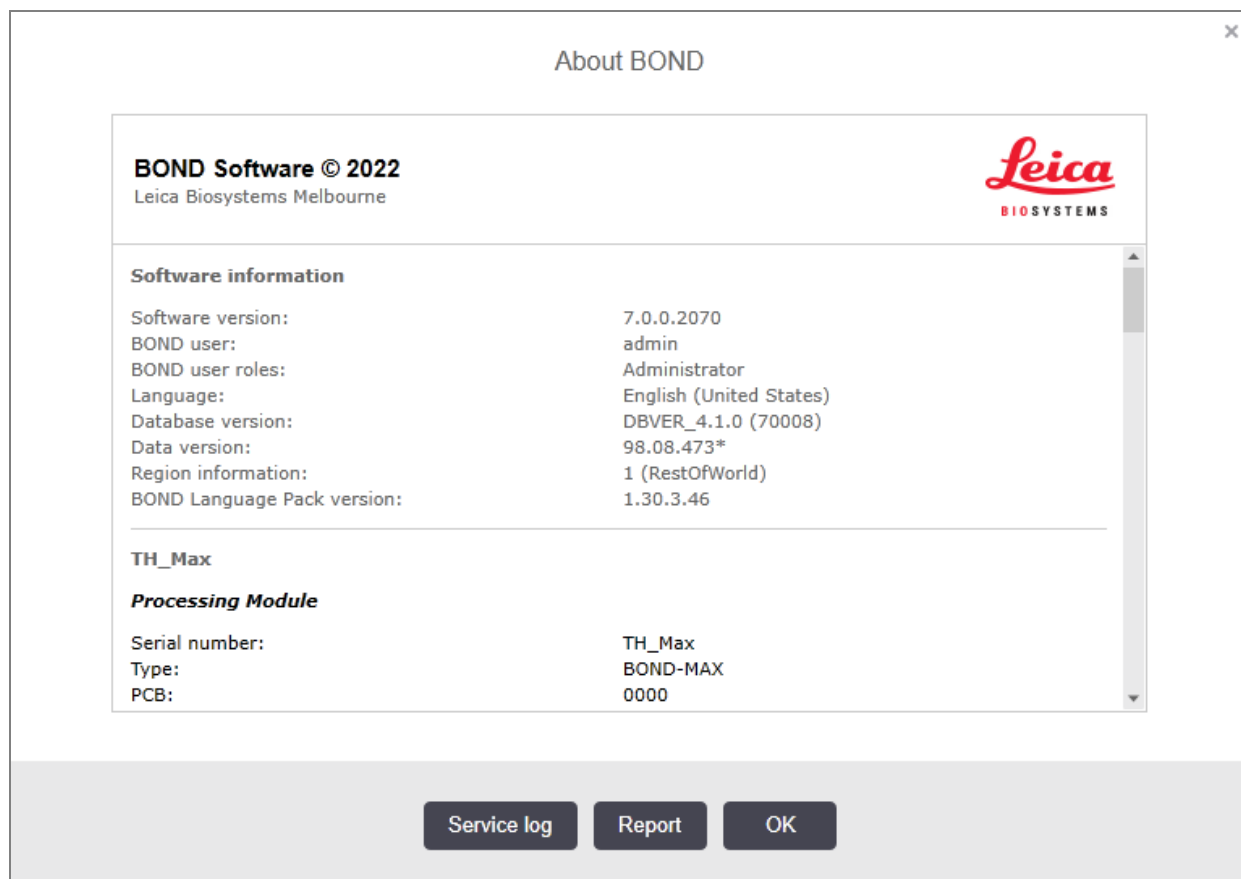 About BOND
BOND Software © 2022
Leica Biosystems Melbourne
Leica
BIOSYSTEMS
Software information
Software version: 7.0.0.2070
BOND user: admin
BOND user roles: Administrator
Language: English (United States)
Database version: DBVER_4.1.0 (70008)
Data version: 98.08.473*
Region information: 1 (RestOfWorld)
BOND Language Pack version: 1.30.3.46
TH_Max
Processing Module
Serial number: TH_Max
Type: BOND-MAX
PCB: 0000
Service log Report OK